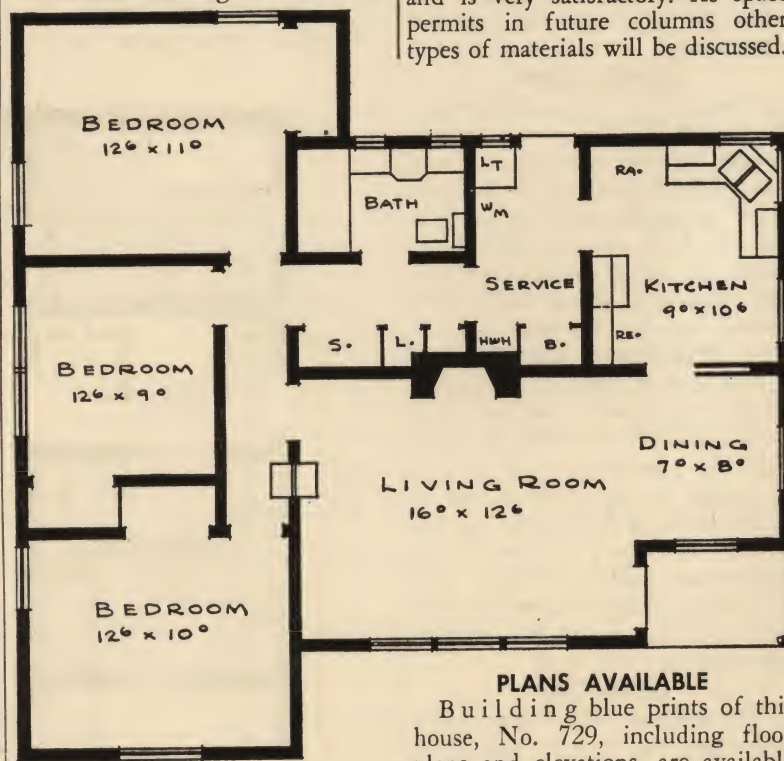 and is very satisfactory. As space
permits in future columns other
types of materials will be discussed.
BEDROOM
12⁶ x 11⁰
BATH
LT
WM
RA.
SERVICE
KITCHEN
9⁰ x 10⁶
S.
L.
HWH
B.
RE.
BEDROOM
12⁶ x 9⁰
DINING
7⁰ x 8⁰
LIVING ROOM
16⁰ x 12⁶
BEDROOM
12⁶ x 10⁰
PLANS AVAILABLE
Building blue prints of thi
house, No. 729, including floo
plans and elevations, are availabl